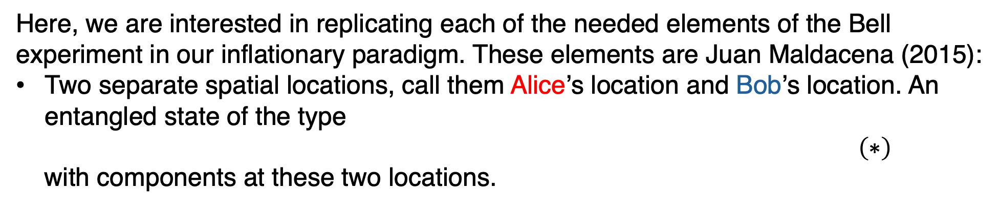 Here, we are interested in replicating each of the needed elements of the Bell
experiment in our inflationary paradigm. These elements are Juan Maldacena (2015):
• Two separate spatial locations, call them Alice’s location and Bob’s location. An
entangled state of the type
(∗)
with components at these two locations.